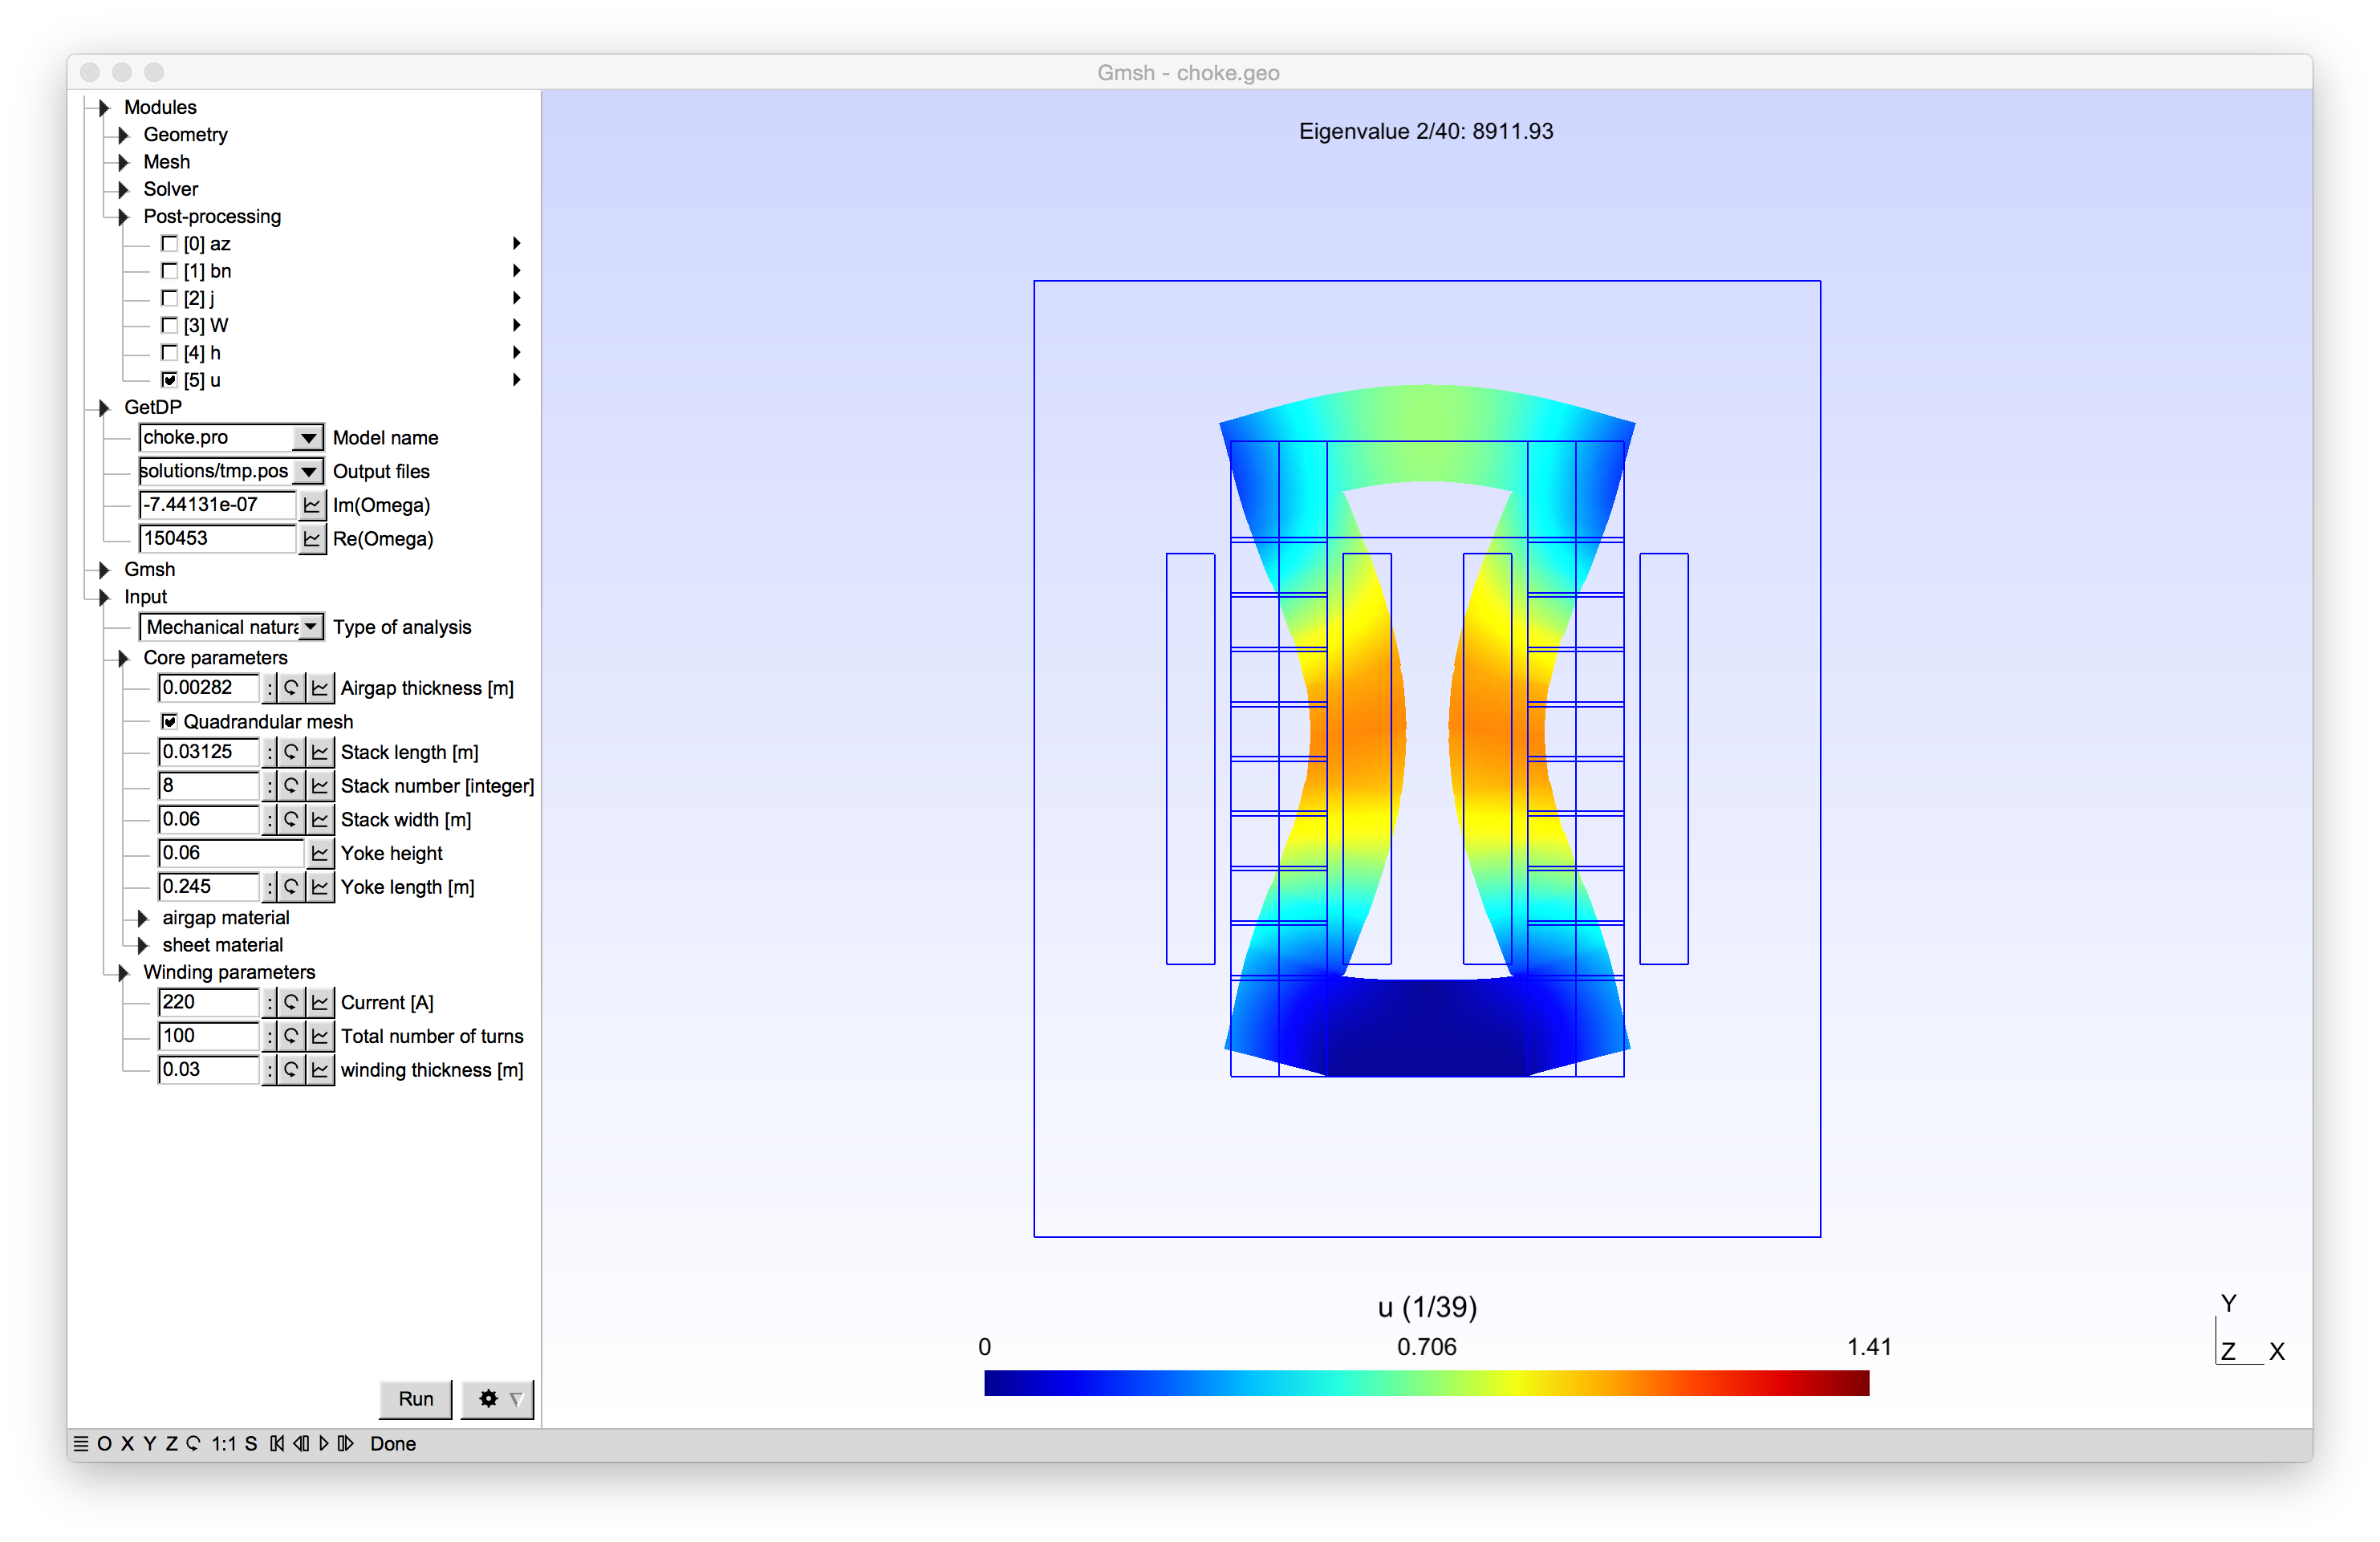 Gmsh - choke.geo
Modules
Geometry
Mesh
Solver
Post-processing
[0] az
[1] bn
[2] j
[3] W
[4] h
[5] u
GetDP
choke.pro Model name
solutions/tmp.pos Output files
-7.44131e-07 Im(Omega)
150453 Re(Omega)
Gmsh
Input
Mechanical natura Type of analysis
Core parameters
0.00282 : Airgap thickness [m]
Quadrandular mesh
0.03125 : Stack length [m]
8 : Stack number [integer]
0.06 : Stack width [m]
0.06 Yoke height
0.245 : Yoke length [m]
airgap material
sheet material
Winding parameters
220 : Current [A]
100 : Total number of turns
0.03 : winding thickness [m]
Run
O X Y Z 1:1 S Done
Eigenvalue 2/40: 8911.93
u (1/39)
0 0.706 1.41
Y
Z X